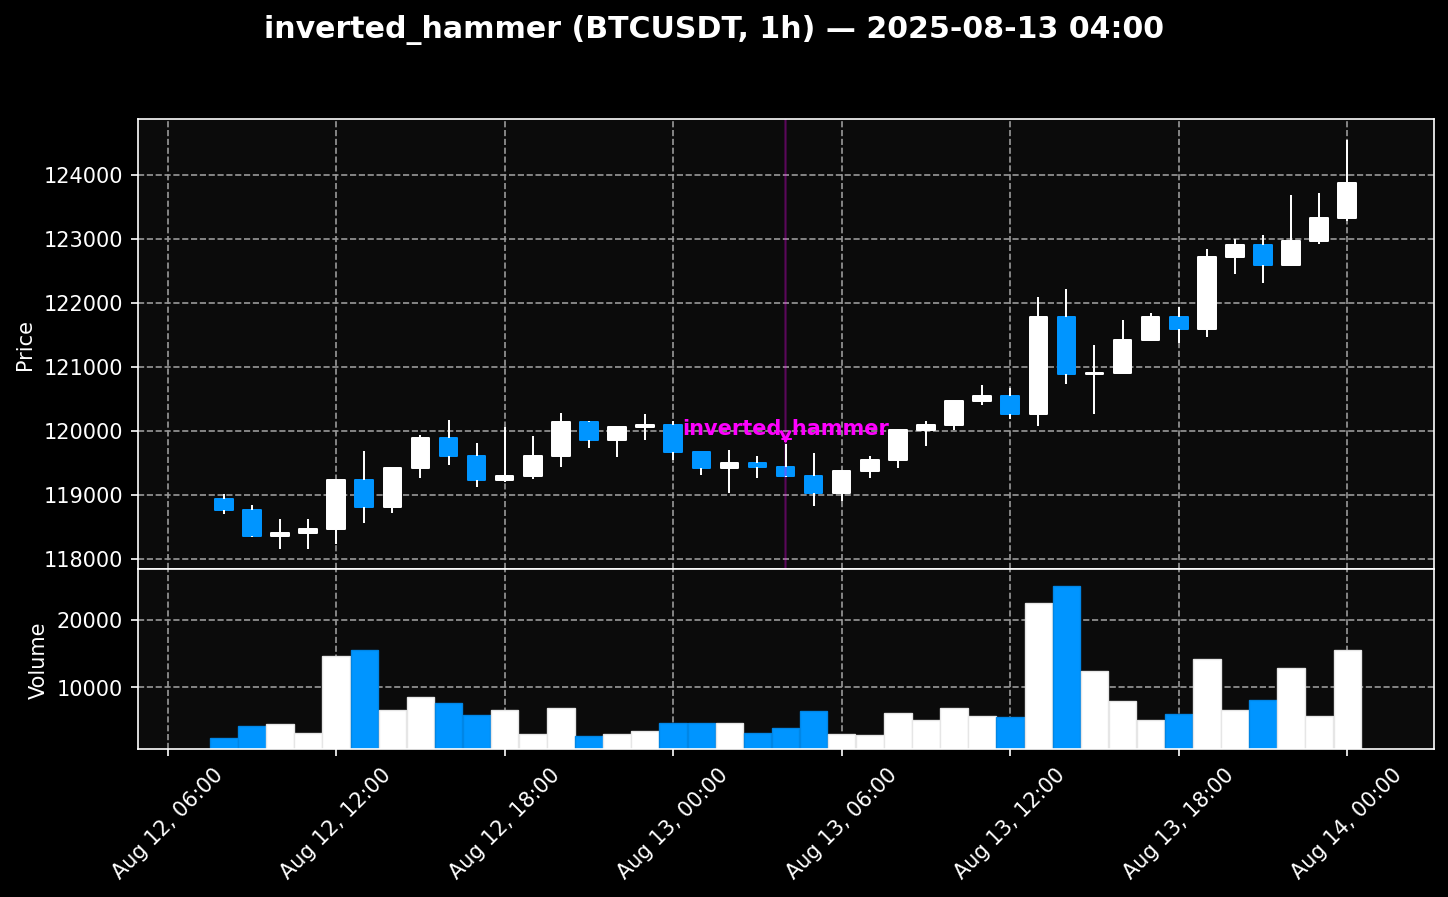 inverted_hammer (BTCUSDT, 1h) — 2025-08-13 04:00
124000
123000
122000
121000
120000
119000
118000
Price
inverted_hammer
20000
10000
Volume
Aug 12, 06:00
Aug 12, 12:00
Aug 12, 18:00
Aug 13, 00:00
Aug 13, 06:00
Aug 13, 12:00
Aug 13, 18:00
Aug 14, 00:00